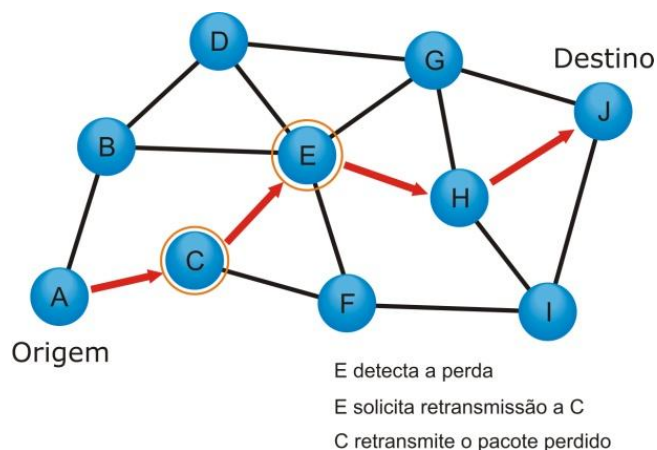 D
G
Destino
J
B
E
H
C
A
F
I
Origem
E detecta a perda
E solicita retransmissão a C
C retransmite o pacote perdido